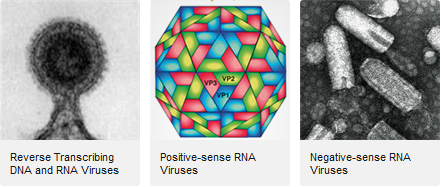 VP3
VP2
VP1
Reverse Transcribing
DNA and RNA Viruses
Positive-sense RNA
Viruses
Negative-sense RNA
Viruses